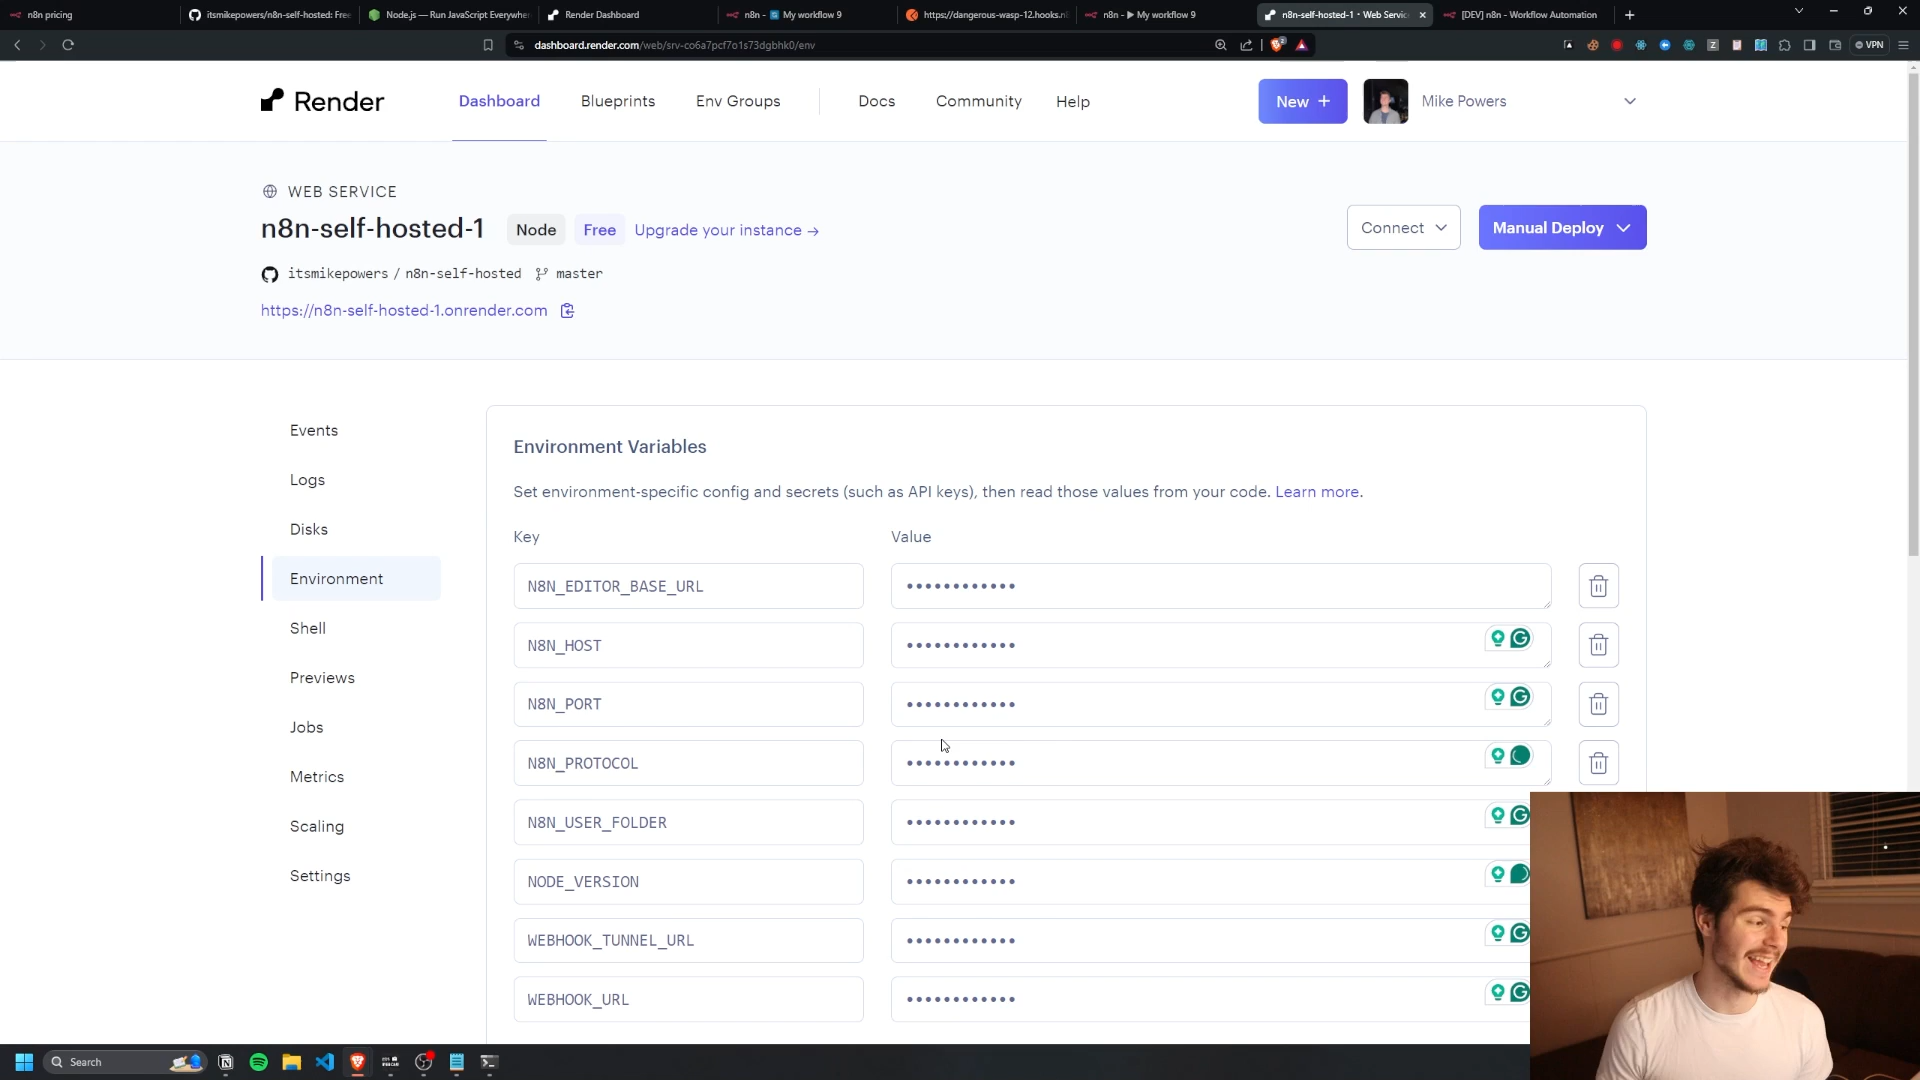 n8n pricing
itsmikepowers/n8n-self-hosted: Free
Node.js — Run JavaScript Everywhere
Render Dashboard
n8n - My workflow 9
https://dangerous-wasp-12.hooks.n
n8n - ▶ My workflow 9
n8n-self-hosted-1 • Web Servic
[DEV] n8n - Workflow Automation
dashboard.render.com/web/srv-co6a7pcf7o1s73dgbhk0/env
VPN
Render
Dashboard
Blueprints
Env Groups
Docs
Community
Help
New +
Mike Powers
WEB SERVICE
n8n-self-hosted-1
Node
Free
Upgrade your instance →
Connect
Manual Deploy
itsmikepowers / n8n-self-hosted
master
https://n8n-self-hosted-1.onrender.com
Events
Logs
Disks
Environment
Shell
Previews
Jobs
Metrics
Scaling
Settings
Environment Variables
Set environment-specific config and secrets (such as API keys), then read those values from your code. Learn more.
Key
Value
N8N_EDITOR_BASE_URL
••••••••••••
N8N_HOST
••••••••••••
N8N_PORT
••••••••••••
N8N_PROTOCOL
••••••••••••
N8N_USER_FOLDER
••••••••••••
NODE_VERSION
••••••••••••
WEBHOOK_TUNNEL_URL
••••••••••••
WEBHOOK_URL
••••••••••••
Search